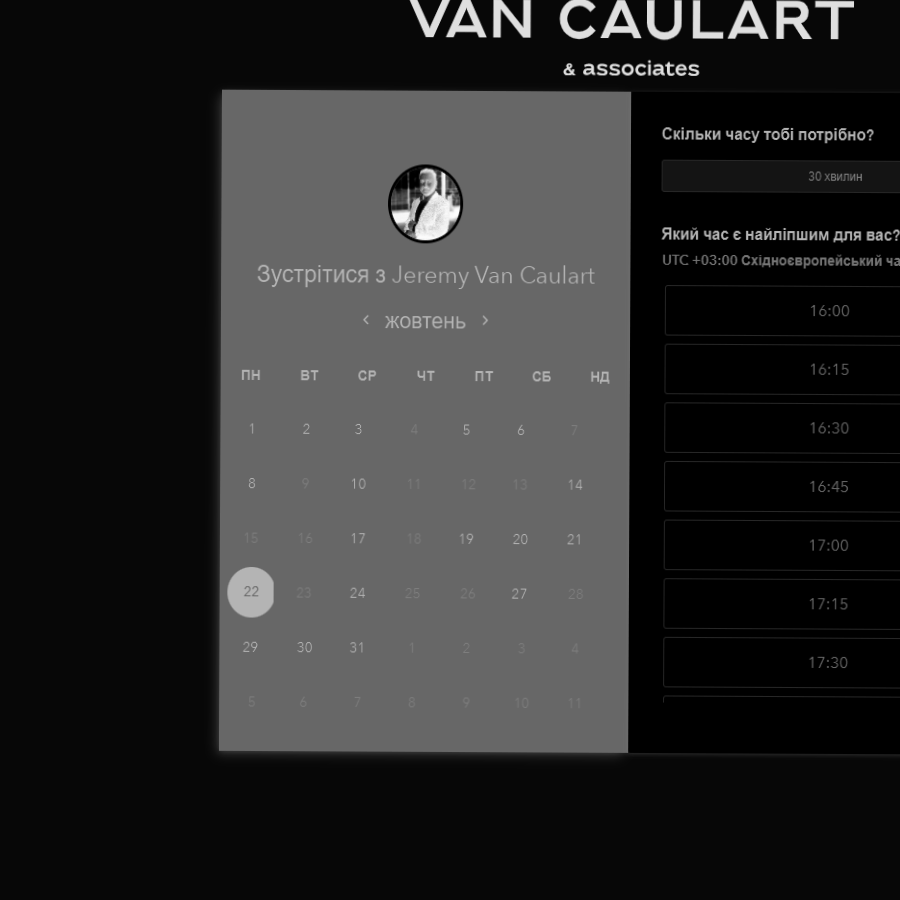 VAN CAULART
& associates
Зустрітися з Jeremy Van Caulart
жовтень
ПН ВТ СР ЧТ ПТ СБ НД
1 2 3 4 5 6 7
8 9 10 11 12 13 14
15 16 17 18 19 20 21
22 23 24 25 26 27 28
29 30 31 1 2 3 4
5 6 7 8 9 10 11
Скільки часу тобі потрібно?
30 хвилин
Який час є найліпшим для вас?
UTC +03:00 Східноєвропейський ча
16:00
16:15
16:30
16:45
17:00
17:15
17:30